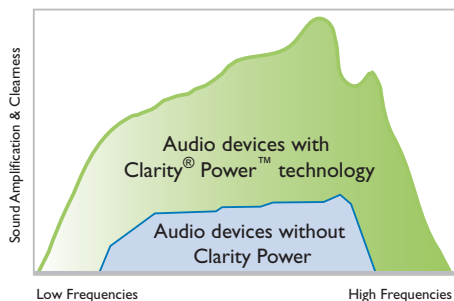 Sound Amplification & Clearness
Audio devices with
Clarity® Power™ technology
Audio devices without
Clarity Power
Low Frequencies
High Frequencies